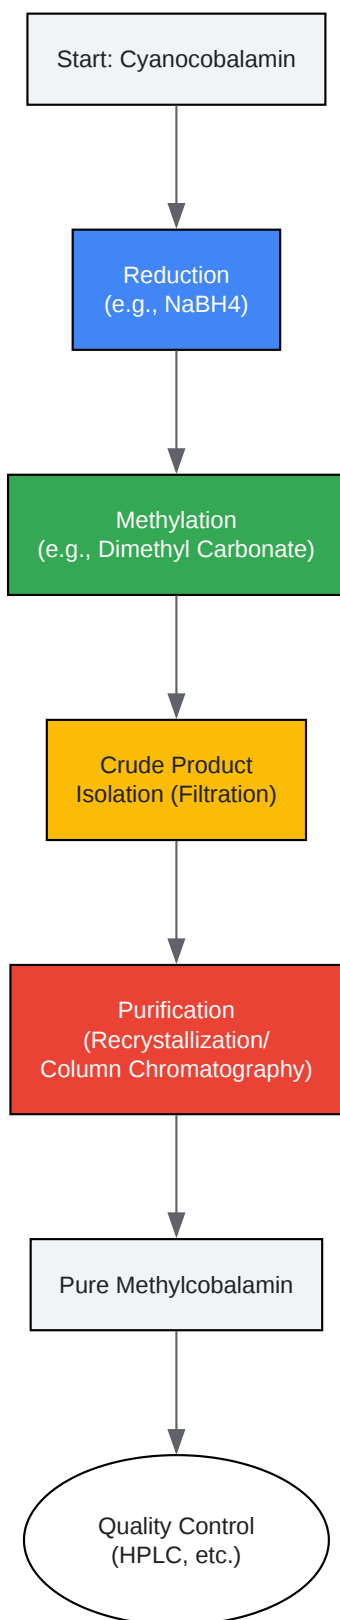 Start: Cyanocobalamin
Reduction
(e.g., NaBH4)
Methylation
(e.g., Dimethyl Carbonate)
Crude Product
Isolation (Filtration)
Purification
(Recrystallization/
Column Chromatography)
Pure Methylcobalamin
Quality Control
(HPLC, etc.)